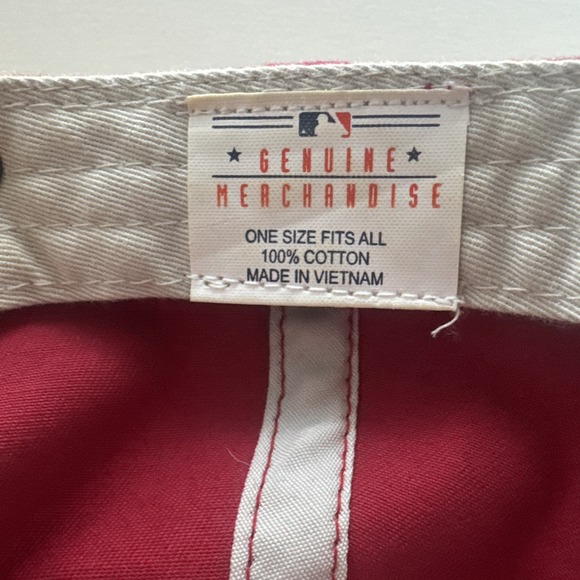 GENUINE
MERCHANDISE
ONE SIZE FITS ALL
100% COTTON
MADE IN VIETNAM